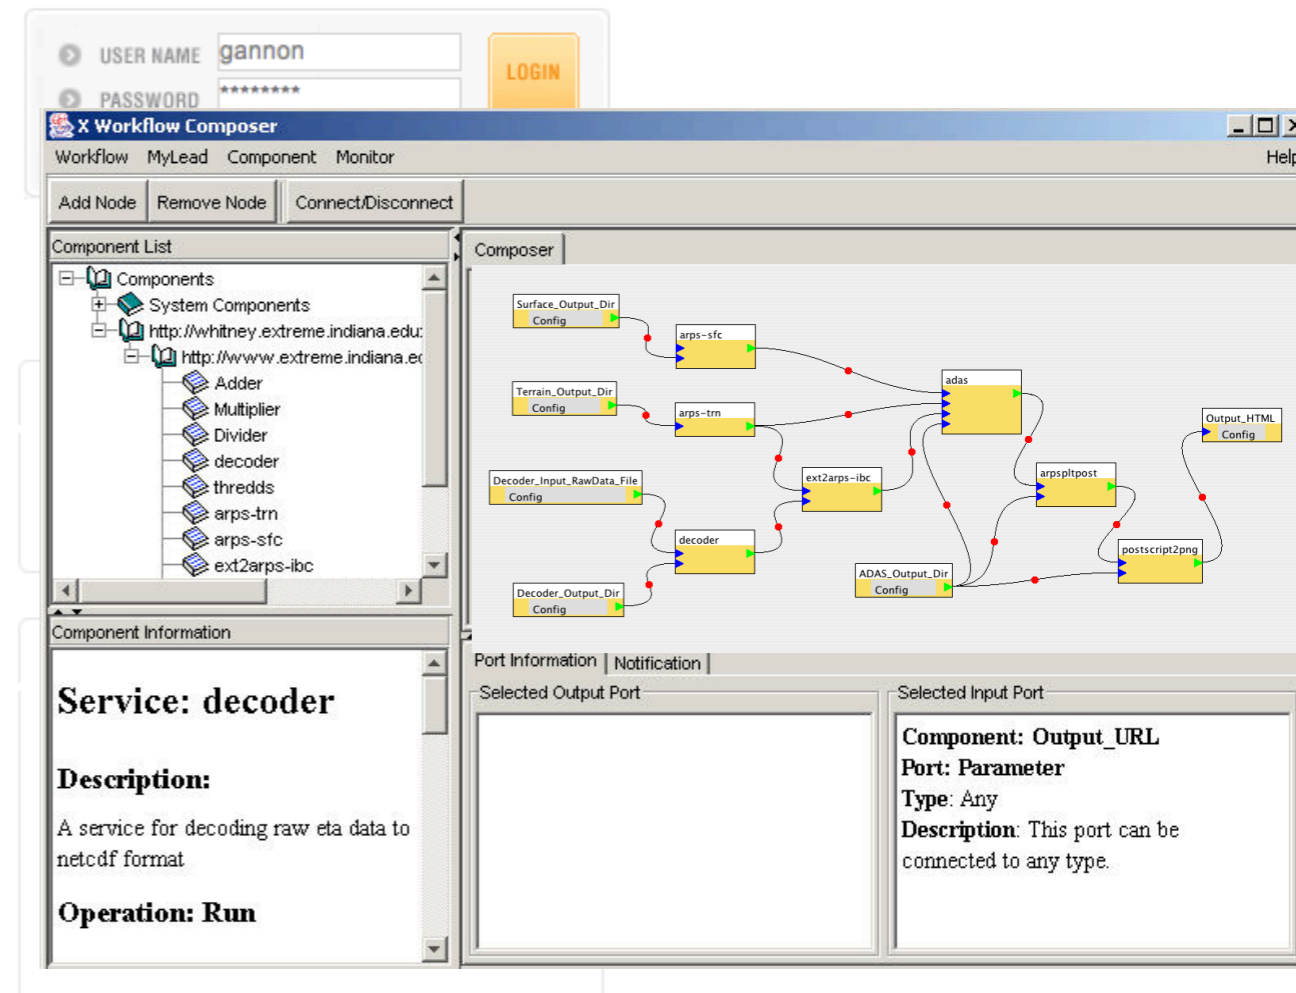 USER NAME gannon
LOGIN
PASSWORD ********
X Workflow Composer
Workflow MyLead Component Monitor Help
Add Node Remove Node Connect/Disconnect
Component List
Components
System Components
http://whitney.extreme.indiana.edu:
http://www.extreme.indiana.ed
Adder
Multiplier
Divider
decoder
thredds
arps-trn
arps-sfc
ext2arps-ibc
Component Information
Service: decoder
Description:
A service for decoding raw eta data to
netcdf format
Operation: Run
Composer
Surface_Output_Dir
Config
arps-sfc
Terrain_Output_Dir
Config
arps-trn
adas
Output_HTML
Config
Decoder_Input_RawData_File
Config
ext2arps-ibc
arpspltpost
decoder
postscript2png
ADAS_Output_Dir
Config
Decoder_Output_Dir
Config
Port Information Notification
Selected Output Port
Selected Input Port
Component: Output_URL
Port: Parameter
Type: Any
Description: This port can be
connected to any type.